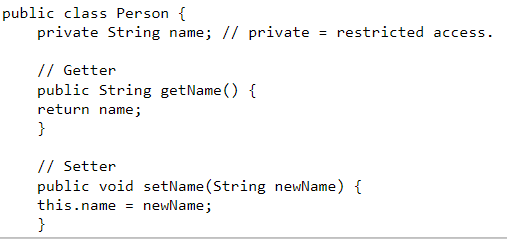 public class Person {
    private String name; // private = restricted access.

    // Getter
    public String getName() {
    return name;
    }

    // Setter
    public void setName(String newName) {
    this.name = newName;
    }